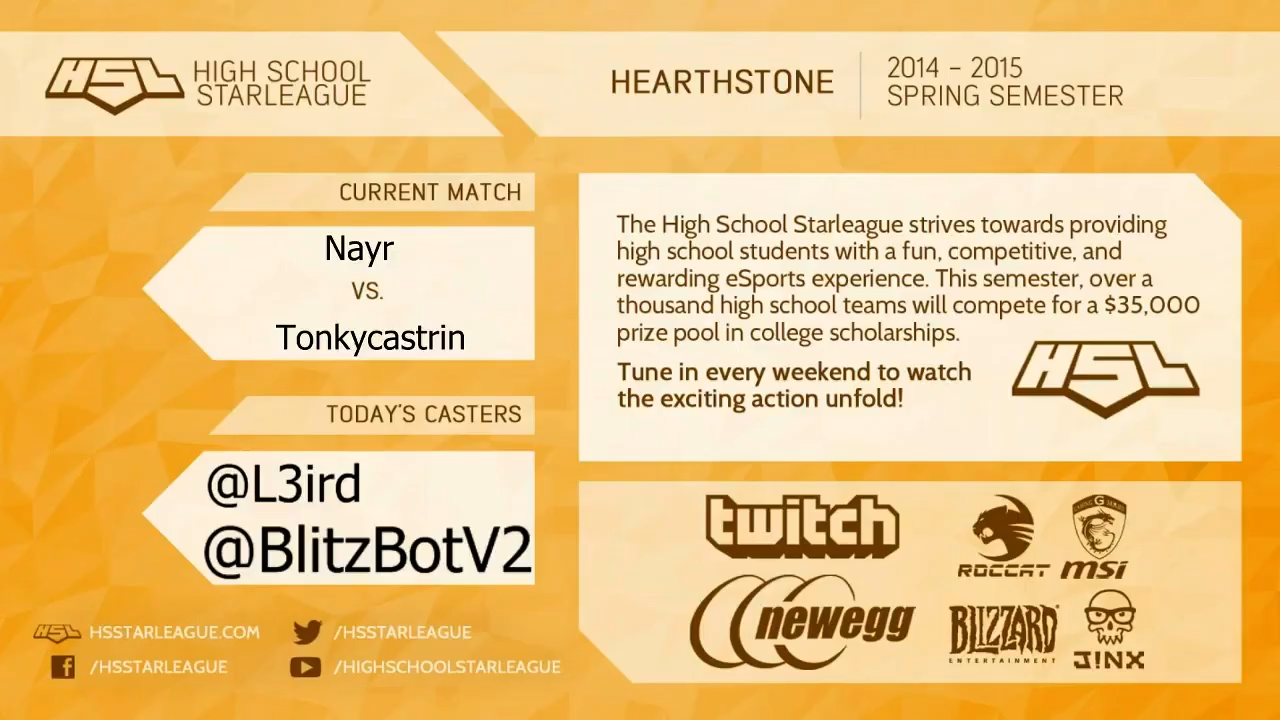 HSL HIGH SCHOOL
STARLEAGUE
HEARTHSTONE
2014 – 2015
SPRING SEMESTER
CURRENT MATCH
Nayr
VS.
Tonkycastrin
TODAY'S CASTERS
@L3ird
@BlitzBotV2
HSL HSSTARLEAGUE.COM
/HSSTARLEAGUE
/HSSTARLEAGUE
/HIGHSCHOOLSTARLEAGUE
The High School Starleague strives towards providing
high school students with a fun, competitive, and
rewarding eSports experience. This semester, over a
thousand high school teams will compete for a $35,000
prize pool in college scholarships.
Tune in every weekend to watch
the exciting action unfold!
HSL
twitch
ROCCAT
G
msi
newegg
BLIZZARD
ENTERTAINMENT
J!NX